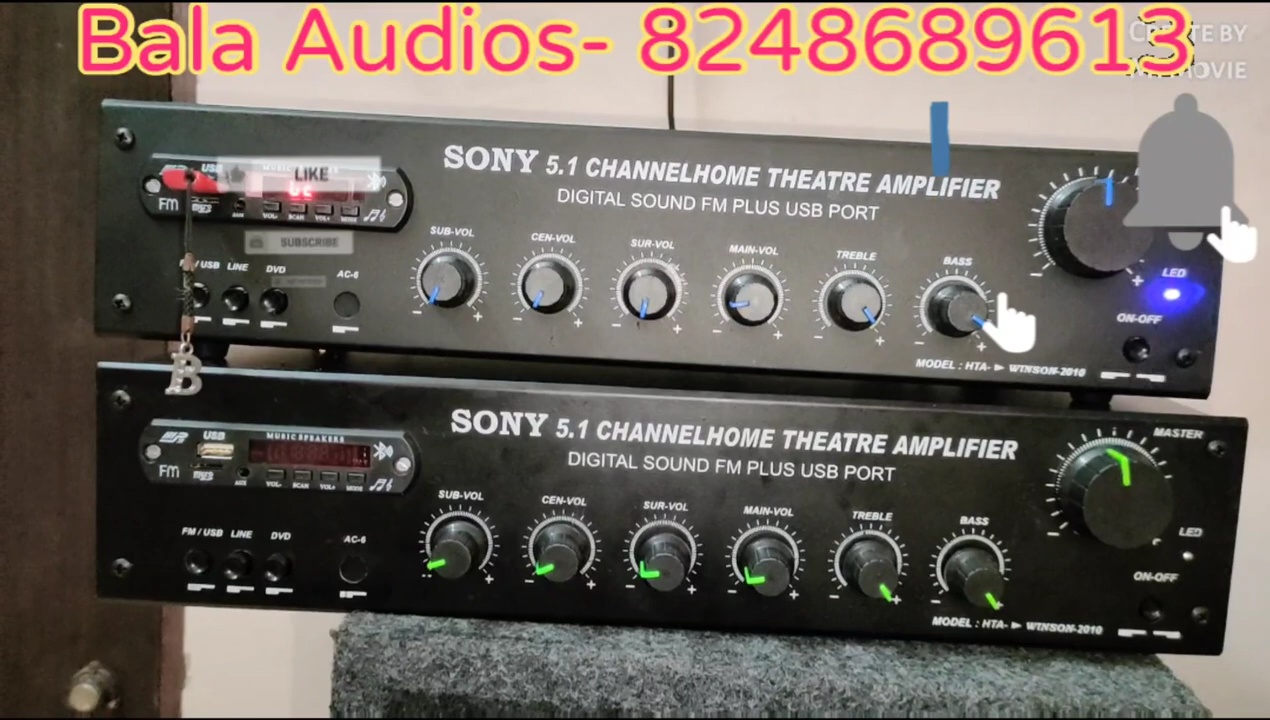 Bala Audios- 8248689613
CREATE BY
MOVIE
SONY 5.1 CHANNELHOME THEATRE AMPLIFIER
DIGITAL SOUND FM PLUS USB PORT
USB
LIKE
Fm
SUBSCRIBE
USB LINE DVD AC-6
SUB-VOL CEN-VOL SUR-VOL MAIN-VOL TREBLE BASS
LED
ON-OFF
MODEL : HTA- WINSON-2010
B
SONY 5.1 CHANNELHOME THEATRE AMPLIFIER
DIGITAL SOUND FM PLUS USB PORT
MASTER
USB MUSIC SPEAKERS
Fm
VOL- SCAN VOL+ MODE
SUB-VOL CEN-VOL SUR-VOL MAIN-VOL TREBLE BASS
FM / USB LINE DVD AC-6
LED
ON-OFF
MODEL : HTA- WINSON-2010